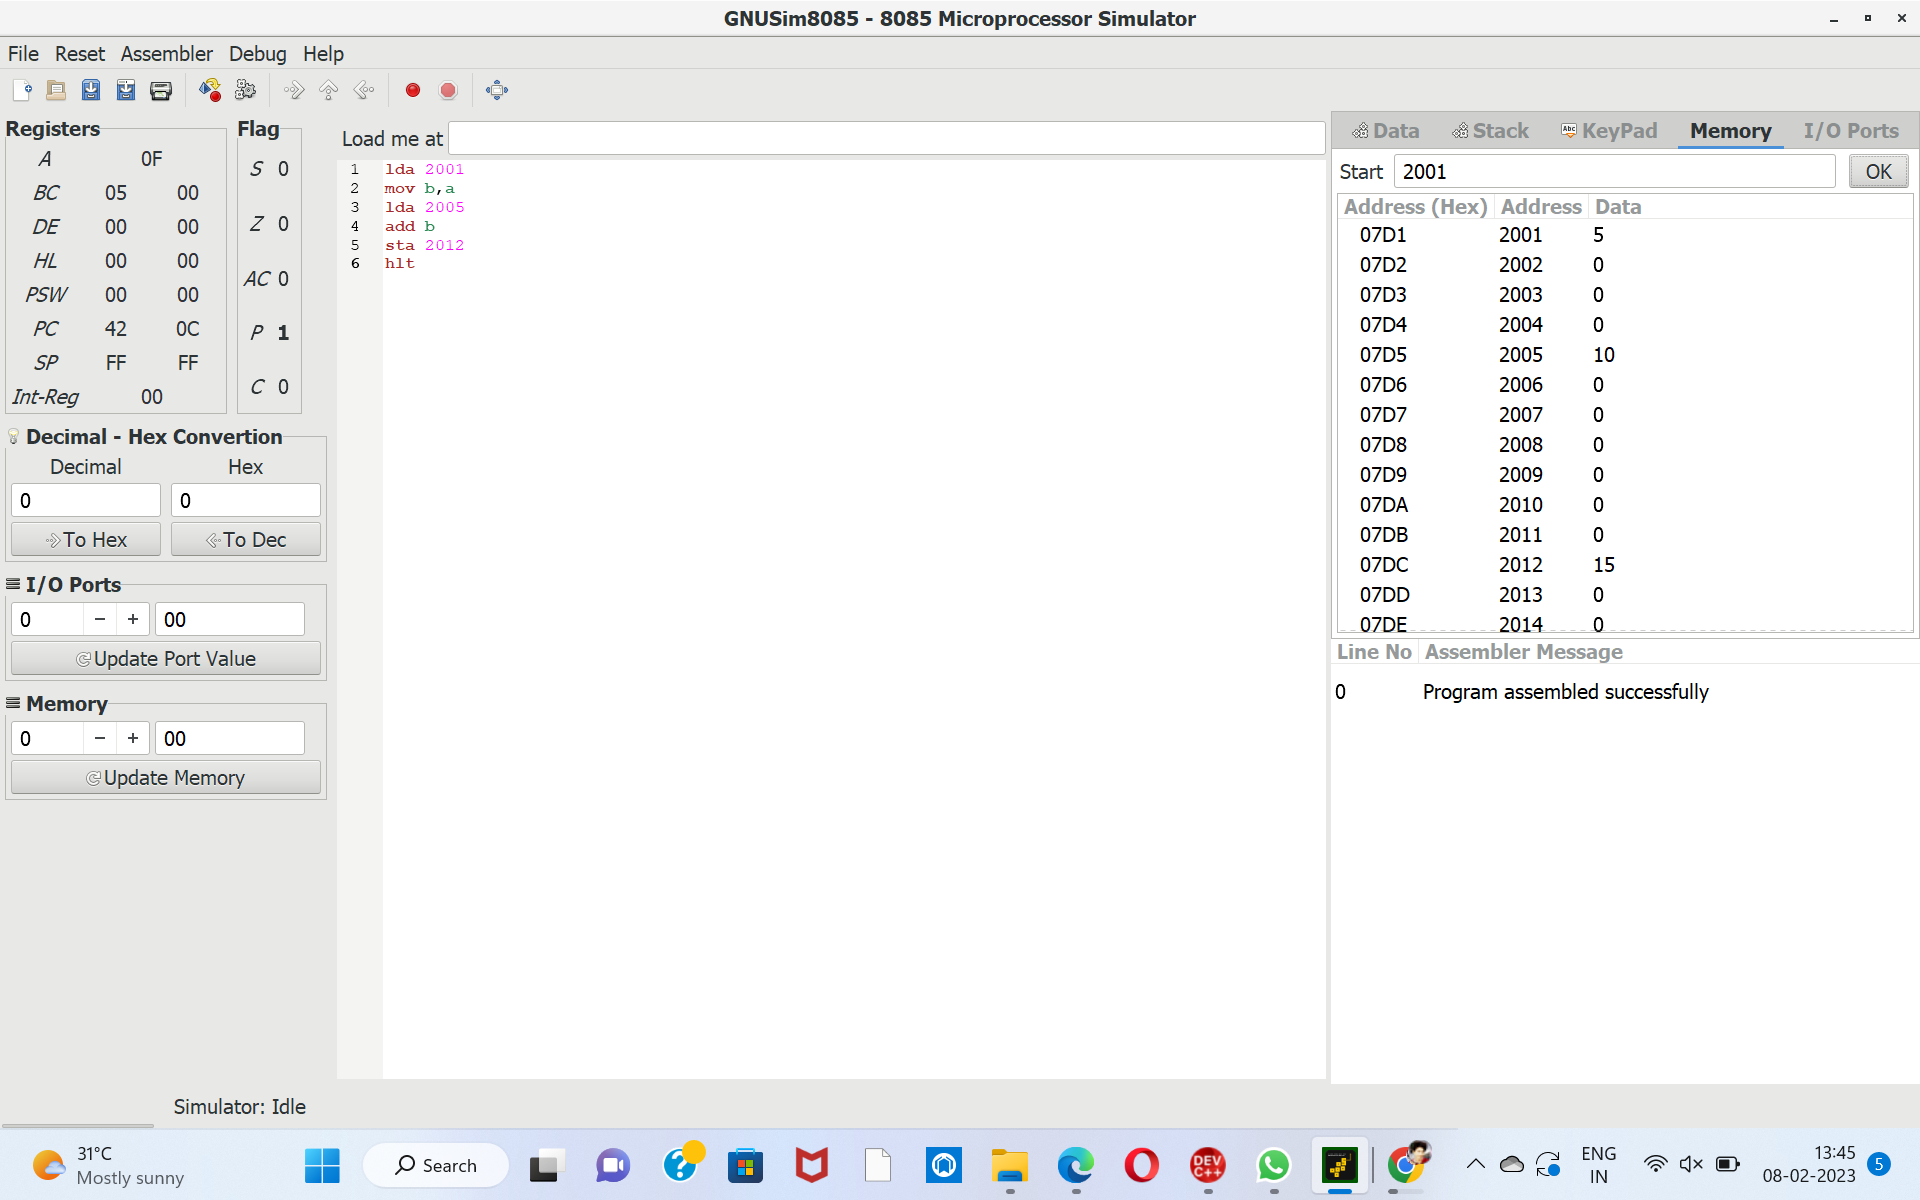 GNUSim8085 - 8085 Microprocessor Simulator
File Reset Assembler Debug Help
Registers
A 0F
BC 05 00
DE 00 00
HL 00 00
PSW 00 00
PC 42 0C
SP FF FF
Int-Reg 00
Flag
S 0
Z 0
AC 0
P 1
C 0
Decimal - Hex Convertion
Decimal Hex
0 0
To Hex To Dec
I/O Ports
0 − + 00
Update Port Value
Memory
0 − + 00
Update Memory
Load me at
1 lda 2001
2 mov b,a
3 lda 2005
4 add b
5 sta 2012
6 hlt
Data Stack Abc KeyPad Memory I/O Ports
Start 2001 OK
Address (Hex) Address Data
07D1 2001 5
07D2 2002 0
07D3 2003 0
07D4 2004 0
07D5 2005 10
07D6 2006 0
07D7 2007 0
07D8 2008 0
07D9 2009 0
07DA 2010 0
07DB 2011 0
07DC 2012 15
07DD 2013 0
07DE 2014 0
Line No Assembler Message
0 Program assembled successfully
Simulator: Idle
31°C
Mostly sunny
Search
DEV
C++
ENG
IN
13:45
08-02-2023
5